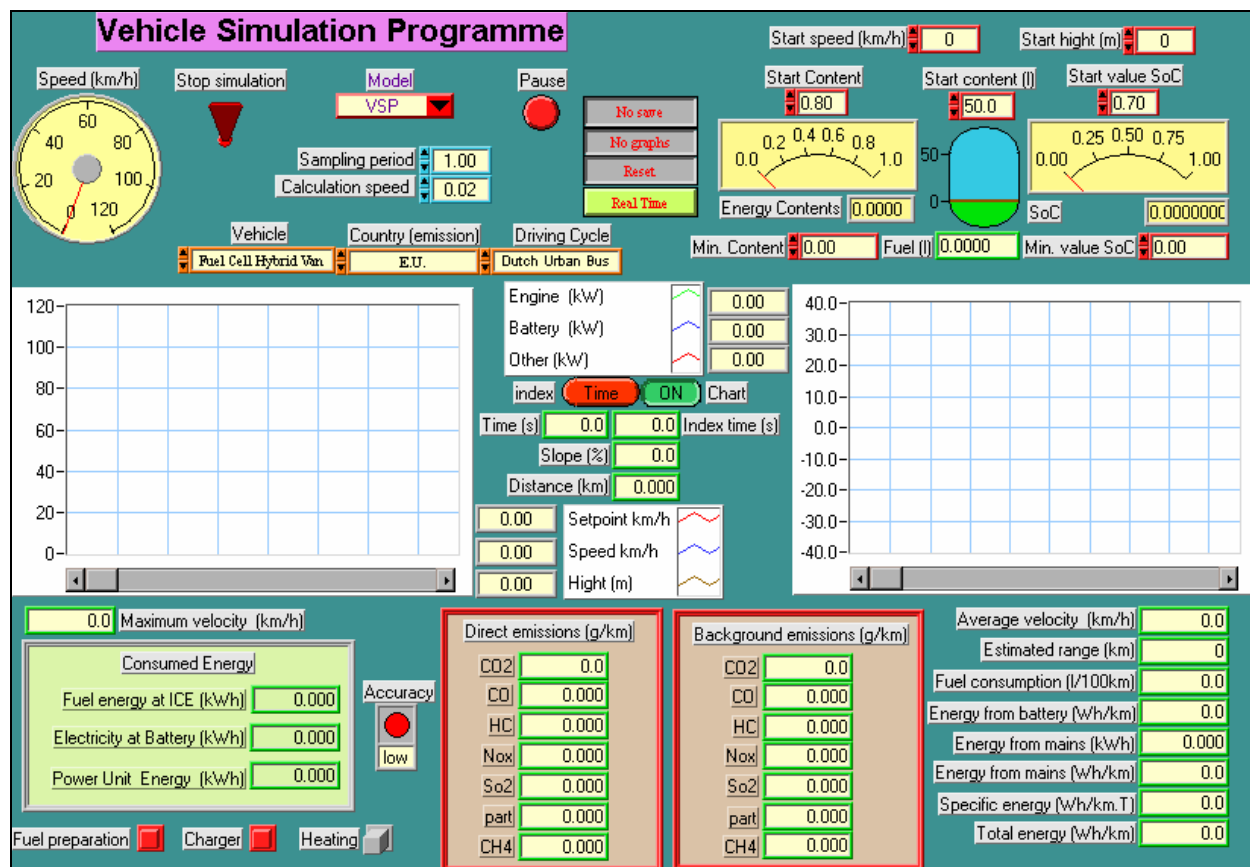 Vehicle Simulation Programme
Start speed (km/h) 0 Start hight (m) 0
Speed (km/h) Stop simulation Model Pause Start Content Start content (l) Start value SoC
VSP 0.80 50.0 0.70
No save
No graphs
Reset
Real Time
0 20 40 60 80 100 120
Sampling period 1.00
Calculation speed 0.02
0.0 0.2 0.4 0.6 0.8 1.0
50 0
0.00 0.25 0.50 0.75 1.00
Energy Contents 0.0000 SoC 0.0000000
Min. Content 0.00 Fuel (l) 0.0000 Min. value SoC 0.00
Vehicle Country (emission) Driving Cycle
Fuel Cell Hybrid Van E.U. Dutch Urban Bus
120
100
80
60
40
20
0
Engine (kW) 0.00
Battery (kW) 0.00
Other (kW) 0.00
index Time ON Chart
Time (s) 0.0 0.0 Index time (s)
Slope (%) 0.0
Distance (km) 0.000
0.00 Setpoint km/h
0.00 Speed km/h
0.00 Hight (m)
40.0
30.0
20.0
10.0
0.0
-10.0
-20.0
-30.0
-40.0
0.0 Maximum velocity (km/h)
Consumed Energy
Fuel energy at ICE (kWh) 0.000
Electricity at Battery (kWh) 0.000
Power Unit Energy (kWh) 0.000
Accuracy
low
Fuel preparation Charger Heating
Direct emissions (g/km)
CO2 0.0
CO 0.000
HC 0.000
Nox 0.000
So2 0.000
part 0.000
CH4 0.000
Background emissions (g/km)
CO2 0.0
CO 0.000
HC 0.000
Nox 0.000
So2 0.000
part 0.000
CH4 0.000
Average velocity (km/h) 0.0
Estimated range (km) 0
Fuel consumption (l/100km) 0.0
Energy from battery (Wh/km) 0.0
Energy from mains (kWh) 0.000
Energy from mains (Wh/km) 0.0
Specific energy (Wh/km.T) 0.0
Total energy (Wh/km) 0.0